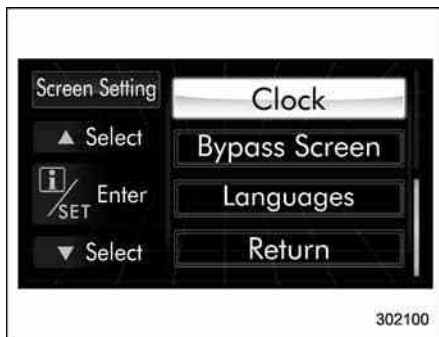 Screen Setting
Clock
▲ Select
Bypass Screen
i/SET Enter
Languages
▼ Select
Return
302100